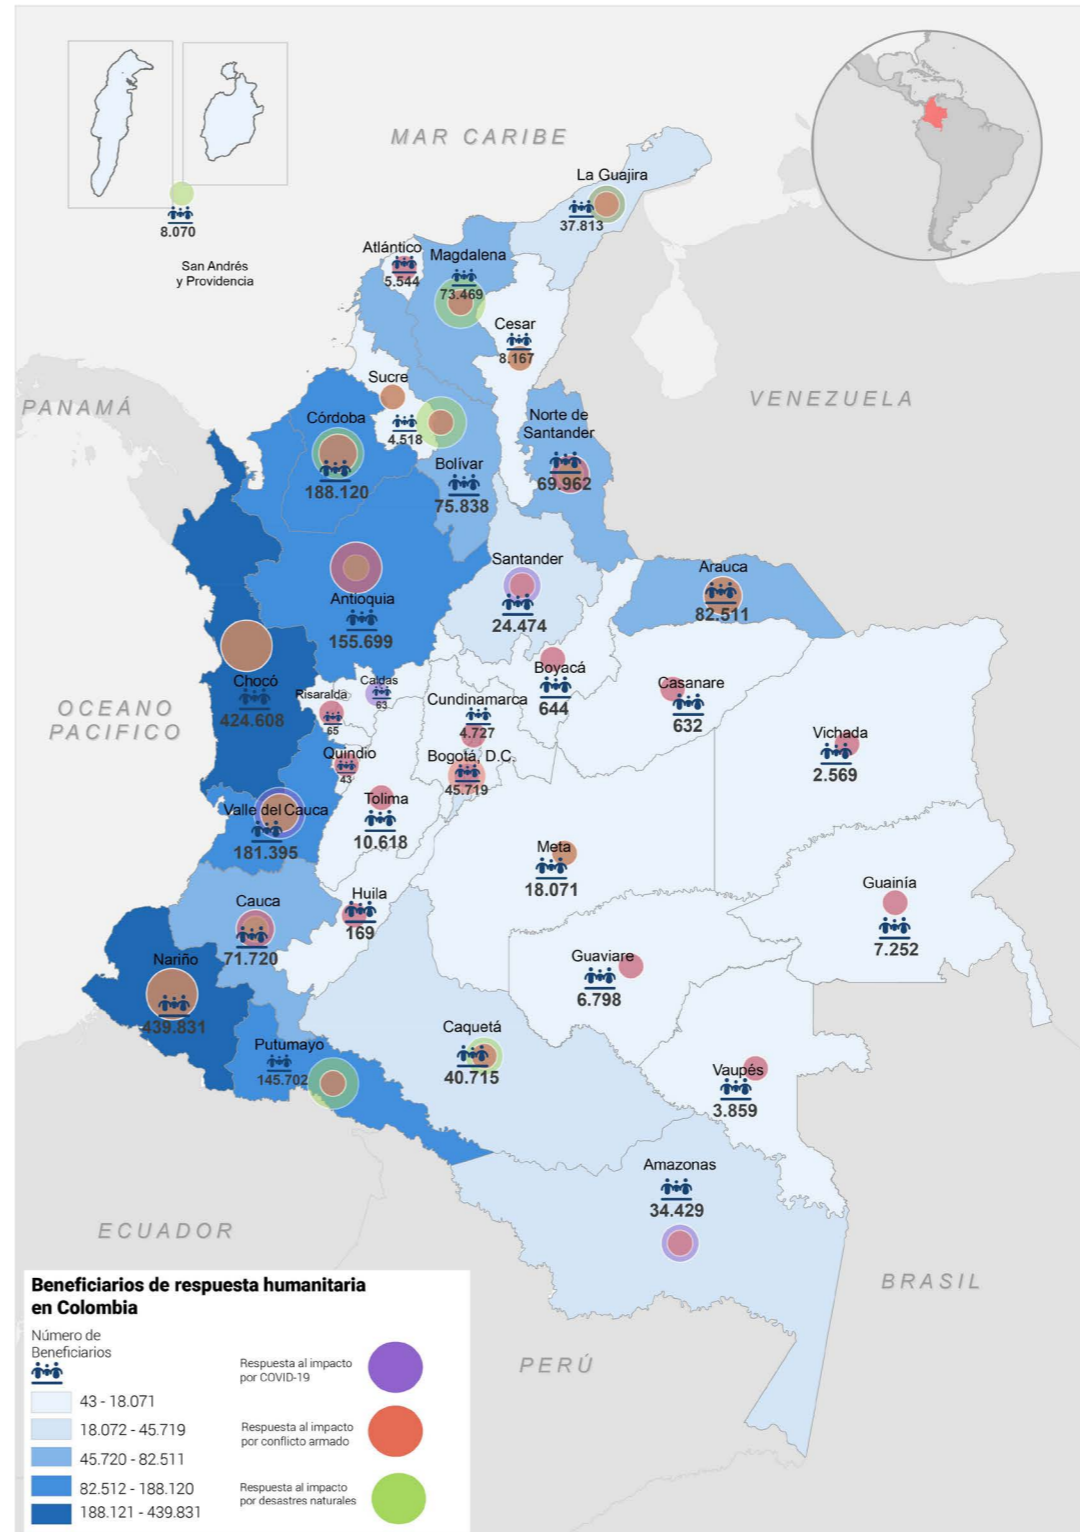 MAR CARIBE
8.070
San Andrés
y Providencia
La Guajira
37.813
Atlántico
5.544
Magdalena
73.469
Cesar
8.167
PANAMÁ
VENEZUELA
Sucre
4.518
Córdoba
188.120
Bolívar
75.838
Norte de
Santander
69.962
Antioquia
155.699
Santander
24.474
Arauca
82.511
Chocó
424.608
OCEANO
PACIFICO
Risaralda
65
Caldas
63
Cundinamarca
4.727
Boyacá
644
Casanare
632
Vichada
2.569
Quindio
43
Bogotá, D.C.
45.719
Valle del Cauca
181.395
Tolima
10.618
Meta
18.071
Guainía
7.252
Cauca
71.720
Huila
169
Guaviare
6.798
Nariño
439.831
Putumayo
145.702
Caquetá
40.715
Vaupés
3.859
Amazonas
34.429
ECUADOR
BRASIL
PERÚ
Beneficiarios de respuesta humanitaria
en Colombia
Número de
Beneficiarios
43 - 18.071
18.072 - 45.719
45.720 - 82.511
82.512 - 188.120
188.121 - 439.831
Respuesta al impacto
por COVID-19
Respuesta al impacto
por conflicto armado
Respuesta al impacto
por desastres naturales